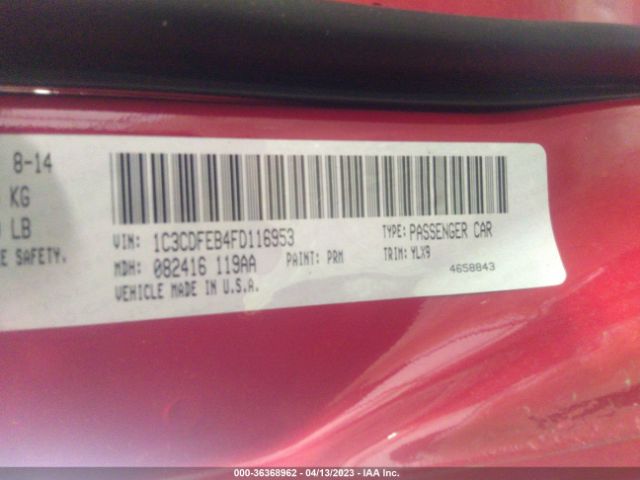 8-14
KG
LB
E SAFETY.
VIN: 1C3CDFEB4FD116953
TYPE: PASSENGER CAR
MDH: 082416 119AA
PAINT: PRM
TRIM: YLX9
VEHICLE MADE IN U.S.A.
4658843
000-36368962 - 04/13/2023 - IAA Inc.